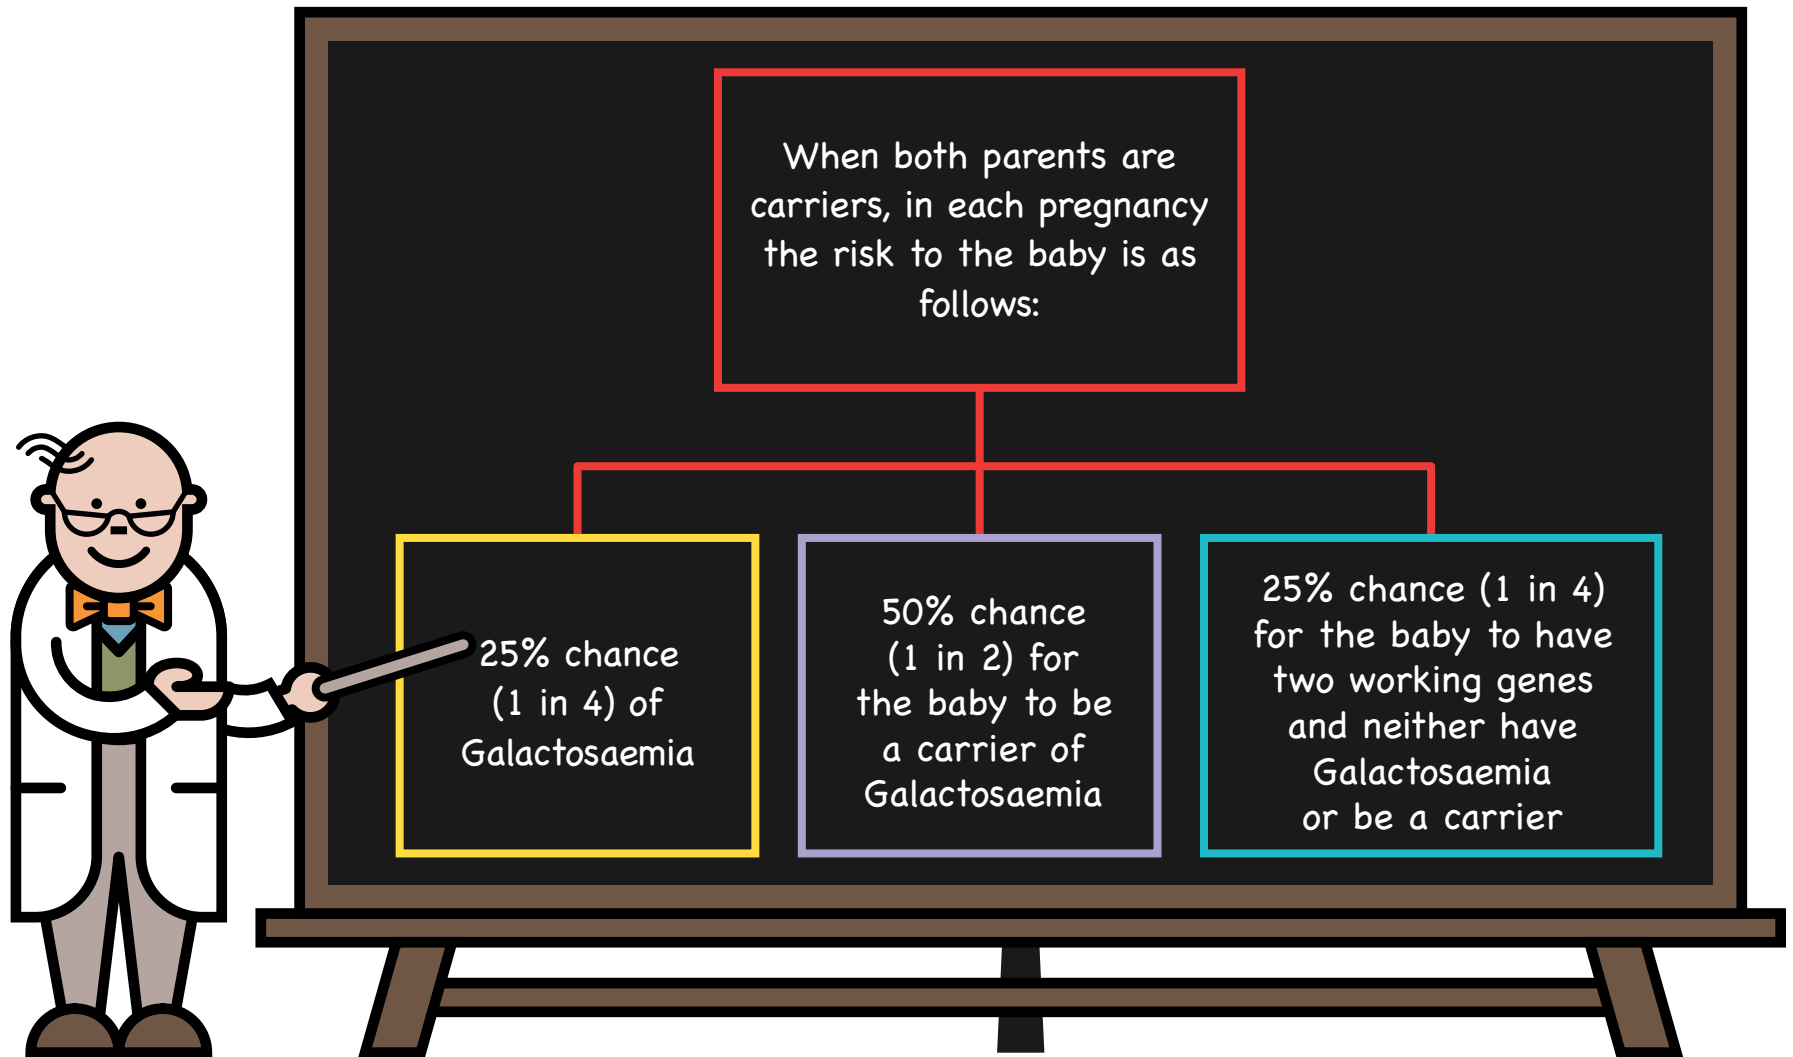 When both parents are
carriers, in each pregnancy
the risk to the baby is as
follows:
25% chance
(1 in 4) of
Galactosaemia
50% chance
(1 in 2) for
the baby to be
a carrier of
Galactosaemia
25% chance (1 in 4)
for the baby to have
two working genes
and neither have
Galactosaemia
or be a carrier